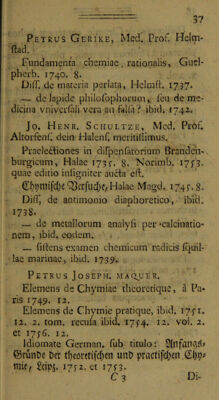 37
PETRUS GERIKE, Med. Prof. Helm-
stad.
Fundamenta chemiae rationalis, Guel-
pherb. 1740. 8.
Diss. de materia perlata, Helmst. 1737.
— de lapide philosophorum, seu de me-
dicina vniversali vera an falsa? ibid. 1742.
JO. HENR. SCHULTZE, Med. Prof.
Altorfens. dein Halens. meritissimus.
Praelectiones in dispensatorium Branden-
burgicum, Halae 1735. 8. Norimb. 1753.
quae editio insigniter aucta est.
Chymische Versuche, Halae Magd. 1745. 8.
Diss. de antimonio diaphoretico, ibid.
1738.
— de metallorum analysi per calcinatio-
nem, ibid. eodem.
— sistens examen chemicum radicis squil-
lae marinae, ibid. 1739.
PETRUS JOSEPH. MAQUER.
Elemens de Chymiae theoretique, à Pa-
ris 1749. 12.
Elemens de Chymie pratique, ibid. 1751.
12. 2. tom. recusa ibid. 1754. 12. vol. 2.
et 1756. 12.
Idiomate German. sub titulo: Anfangs-
Gründe der theoretischen und practischen Chy-
mie, Leipz. 1752. et 1753.
C 3 Di-